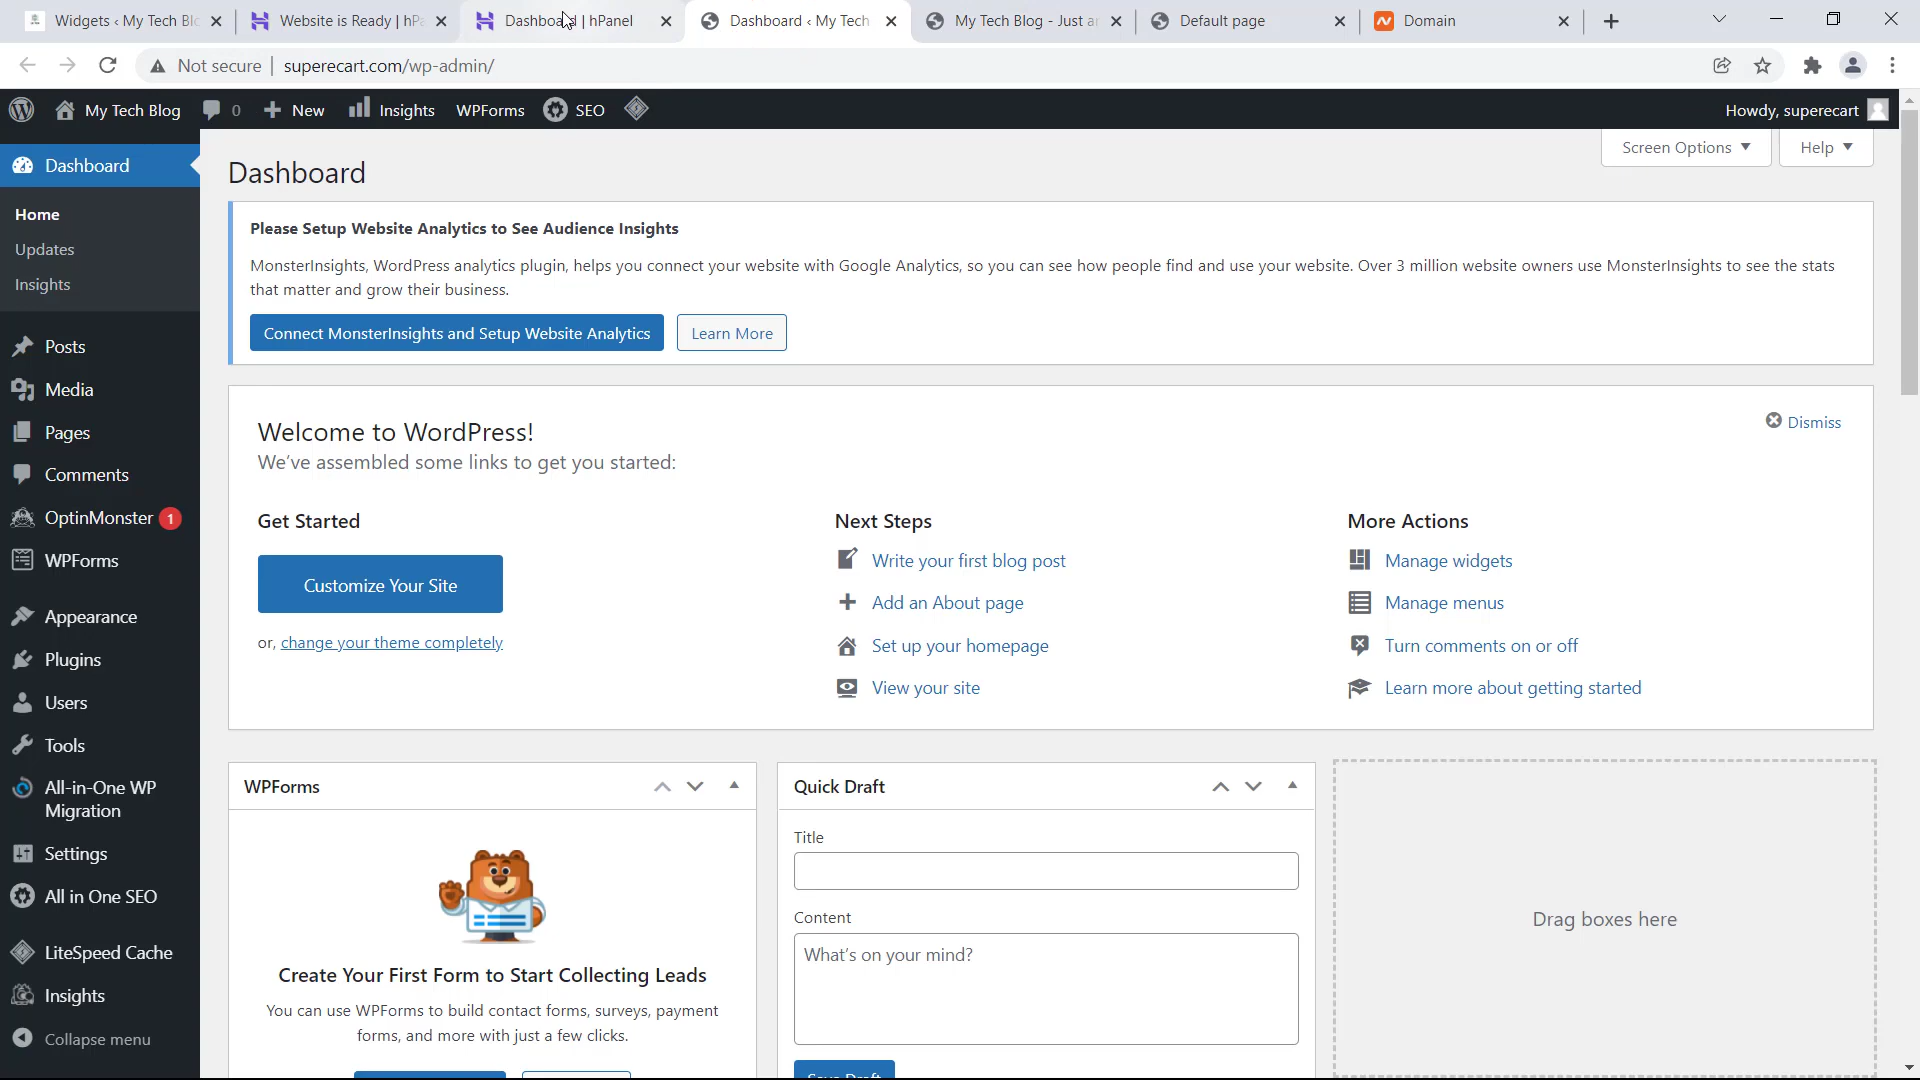 Widgets ‹ My Tech Blo
Website is Ready | hPa
Dashboard | hPanel
Dashboard ‹ My Tech
My Tech Blog - Just an
Default page
Domain
Not secure | superecart.com/wp-admin/
My Tech Blog
0
New
Insights
WPForms
SEO
Howdy, superecart
Screen Options
Help
Dashboard
Home
Updates
Insights
Posts
Media
Pages
Comments
OptinMonster 1
WPForms
Appearance
Plugins
Users
Tools
All-in-One WP
Migration
Settings
All in One SEO
LiteSpeed Cache
Insights
Collapse menu
Dashboard
Please Setup Website Analytics to See Audience Insights
MonsterInsights, WordPress analytics plugin, helps you connect your website with Google Analytics, so you can see how people find and use your website. Over 3 million website owners use MonsterInsights to see the stats
that matter and grow their business.
Connect MonsterInsights and Setup Website Analytics
Learn More
Welcome to WordPress!
We've assembled some links to get you started:
Dismiss
Get Started
Customize Your Site
or, change your theme completely
Next Steps
Write your first blog post
Add an About page
Set up your homepage
View your site
More Actions
Manage widgets
Manage menus
Turn comments on or off
Learn more about getting started
WPForms
Create Your First Form to Start Collecting Leads
You can use WPForms to build contact forms, surveys, payment
forms, and more with just a few clicks.
Quick Draft
Title
Content
What's on your mind?
Save Draft
Drag boxes here